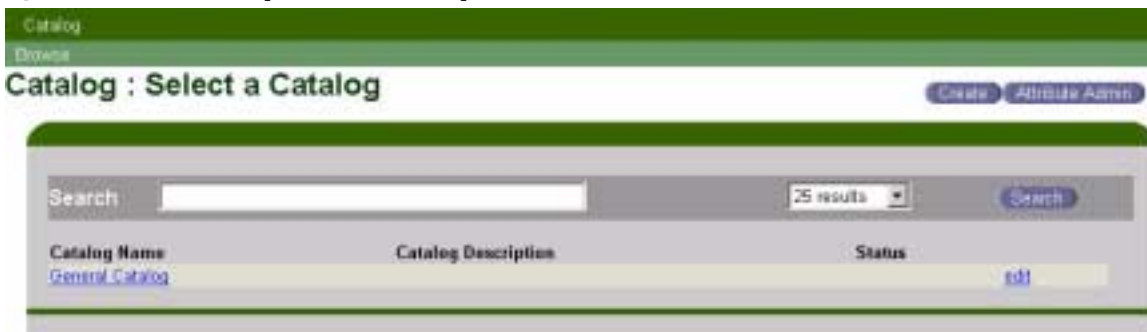 Catalog
Browse
Catalog : Select a Catalog
Create Attribute Admin
Search 25 results Search
Catalog Name Catalog Description Status
General Catalog edit